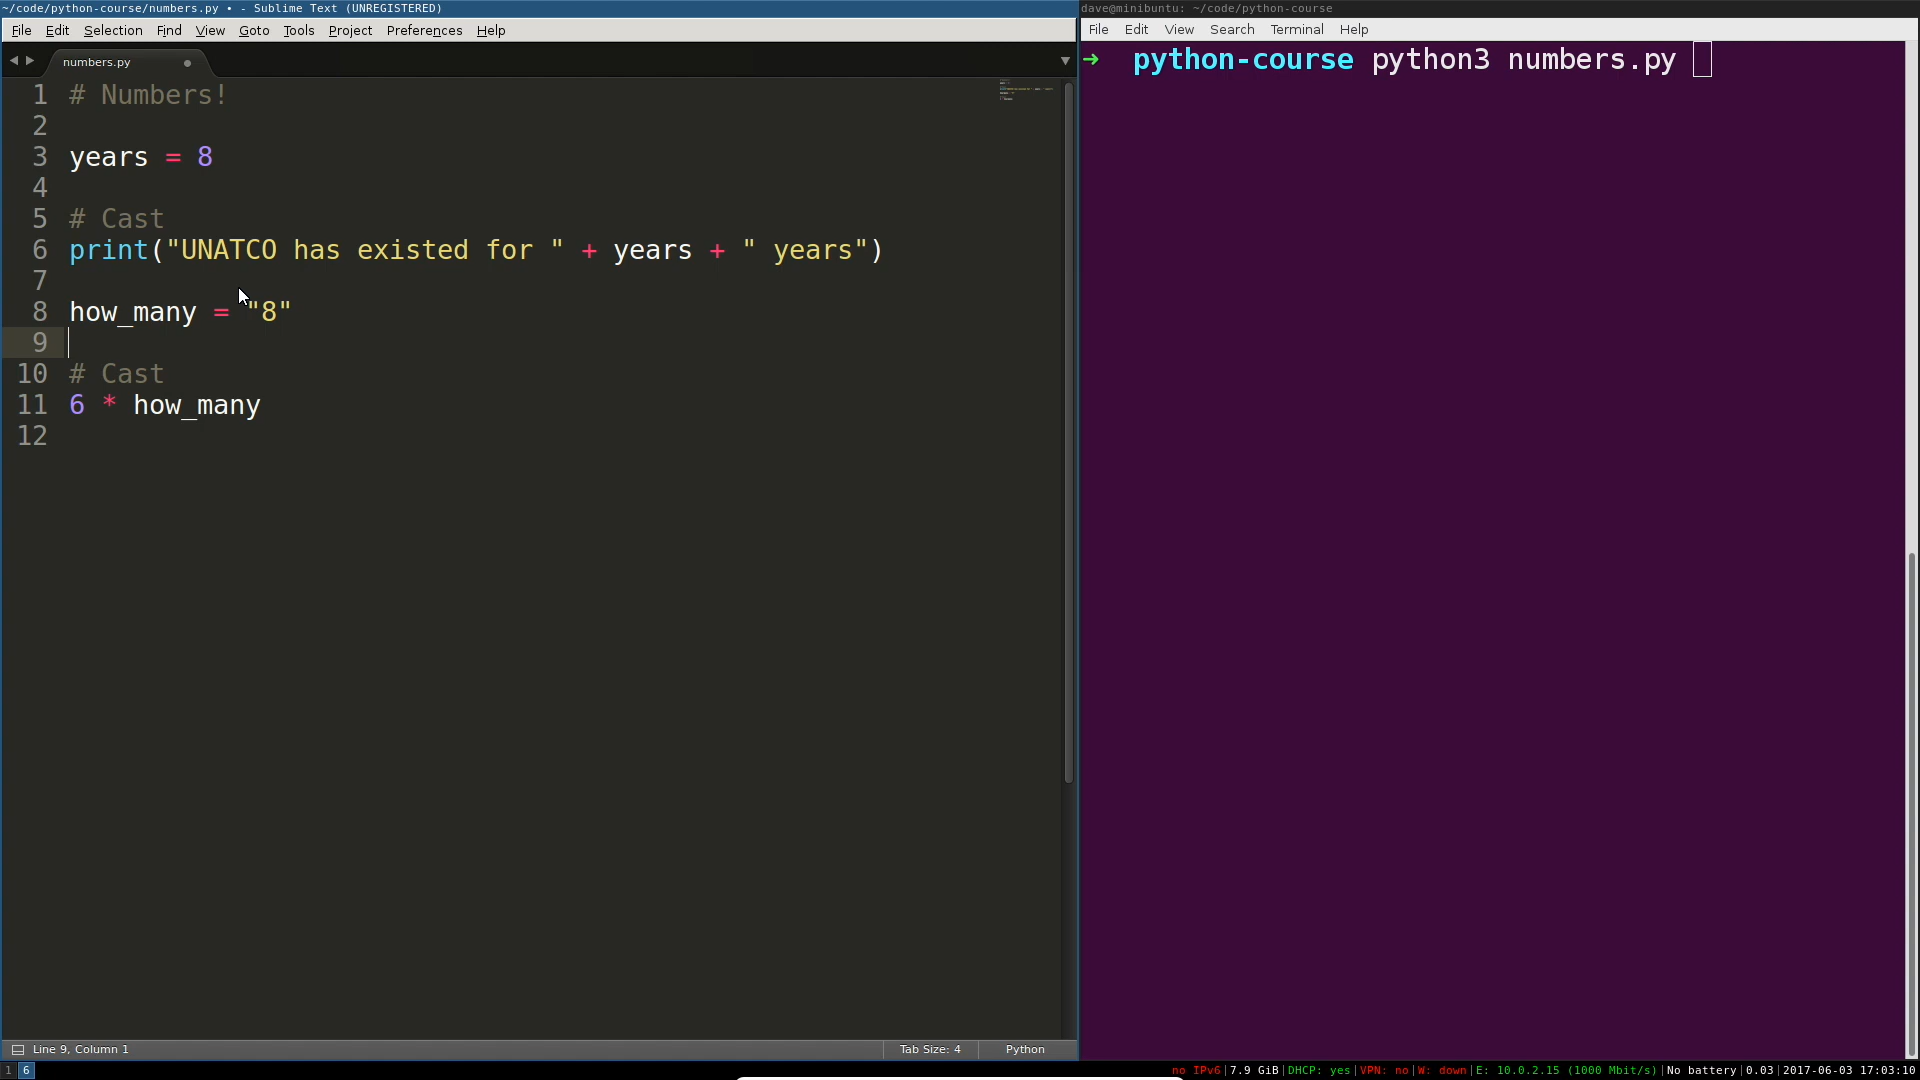 ~/code/python-course/numbers.py • - Sublime Text (UNREGISTERED)
File Edit Selection Find View Goto Tools Project Preferences Help
numbers.py
1 # Numbers!
2
3 years = 8
4
5 # Cast
6 print("UNATCO has existed for " + years + " years")
7
8 how_many = "8"
9
10 # Cast
11 6 * how_many
12
Line 9, Column 1
Tab Size: 4
Python
dave@minibuntu: ~/code/python-course
File Edit View Search Terminal Help
➜ python-course python3 numbers.py
1 6
no IPv6|7.9 GiB|DHCP: yes|VPN: no|W: down|E: 10.0.2.15 (1000 Mbit/s)|No battery|0.03|2017-06-03 17:03:10